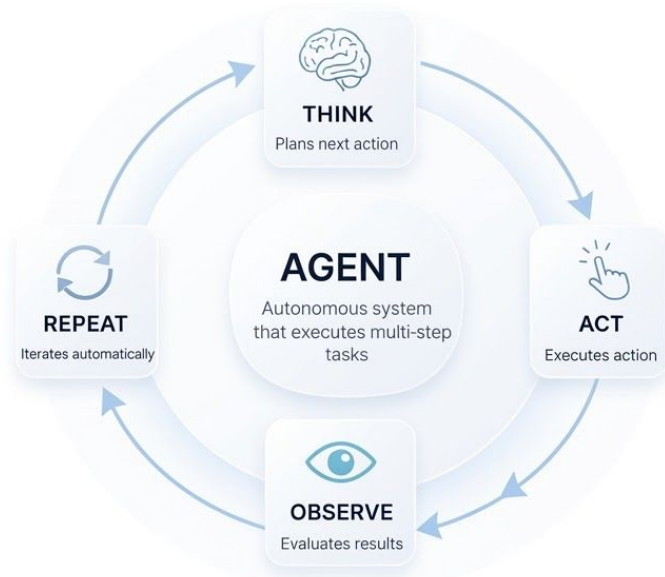 THINK
Plans next action
AGENT
Autonomous system
that executes multi-step
tasks
REPEAT
Iterates automatically
ACT
Executes action
OBSERVE
Evaluates results